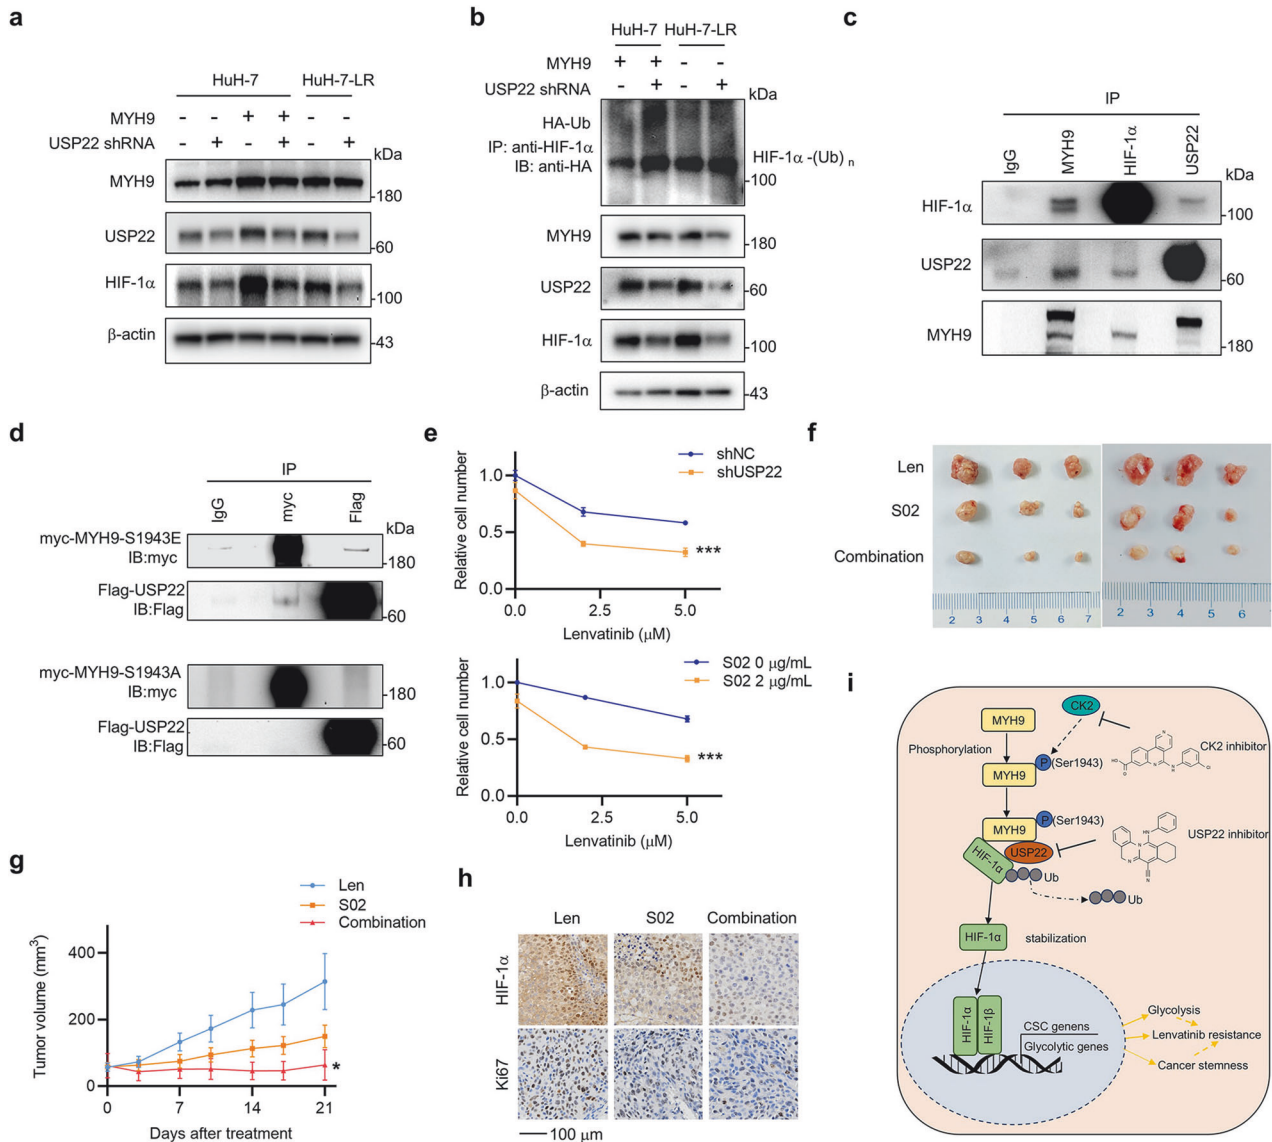 a
HuH-7 HuH-7-LR
MYH9 - - + + - -
USP22 shRNA - + - + - +
kDa
MYH9
-180
USP22
-60
HIF-1α
-100
β-actin
-43
b
HuH-7 HuH-7-LR
MYH9 + + - -
USP22 shRNA - + - +
kDa
HA-Ub
IP: anti-HIF-1α
IB: anti-HA
HIF-1α -(Ub) n
-100
MYH9
-180
USP22
-60
HIF-1α
-100
β-actin
-43
c
IP
IgG MYH9 HIF-1α USP22
kDa
HIF-1α
-100
USP22
-60
MYH9
-180
d
IP
IgG myc Flag
kDa
myc-MYH9-S1943E
IB:myc
-180
Flag-USP22
IB:Flag
-60
myc-MYH9-S1943A
IB:myc
-180
Flag-USP22
IB:Flag
-60
e
shNC
shUSP22
Relative cell number
1.0
0.5
0.0
***
0.0 2.5 5.0
Lenvatinib (μM)
S02 0 μg/mL
S02 2 μg/mL
Relative cell number
1.0
0.5
0.0
***
0.0 2.5 5.0
Lenvatinib (μM)
f
Len
S02
Combination
2 3 4 5 6 7
2 3 4 5 6
g
Len
S02
Combination
Tumor volume (mm3)
400
200
0
*
0 7 14 21
Days after treatment
h
Len S02 Combination
HIF-1α
Ki67
100 μm
i
CK2
MYH9
Phosphorylation
P (Ser1943)
MYH9
CK2 inhibitor
HO
O
N
N
N
H
Cl
P (Ser1943)
MYH9
USP22
HIF-1α
Ub
Ub
USP22 inhibitor
HN
N
N
N
HIF-1α
stabilization
HIF-1α
HIF-1β
CSC genens
Glycolytic genes
Glycolysis
Lenvatinib resistance
Cancer stemness